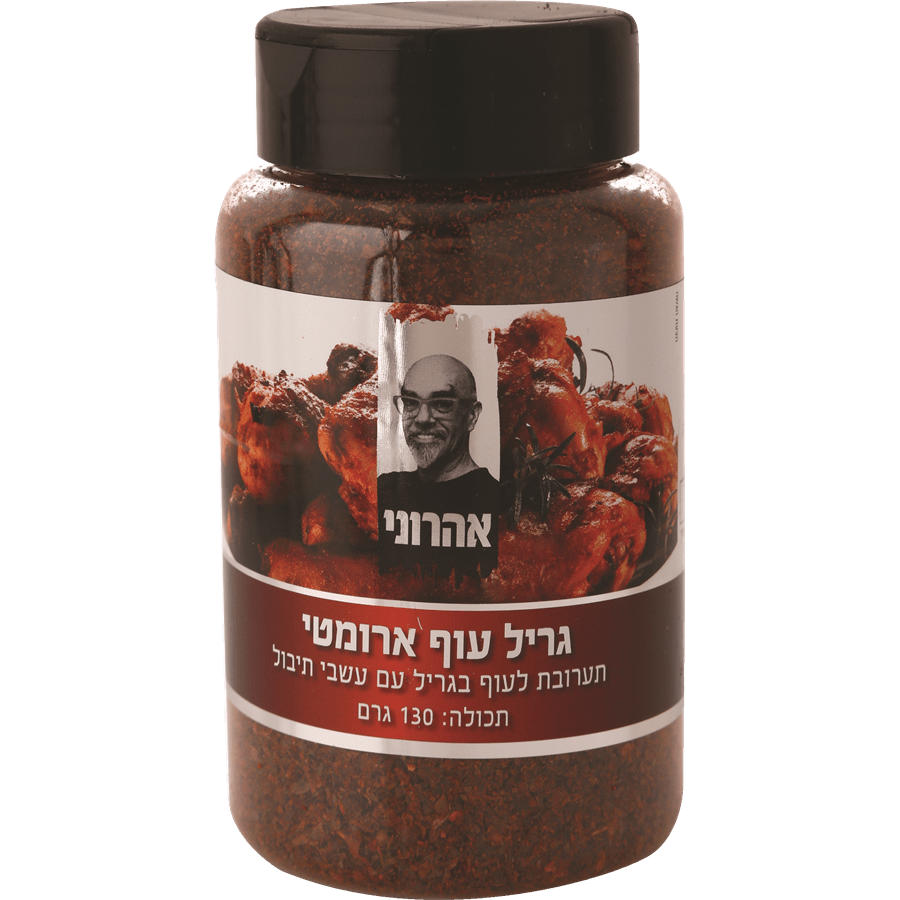 אהרוני
גריל עוף ארומטי
תערובת לעוף בגריל עם עשבי תיבול
תכולה: 130 גרם